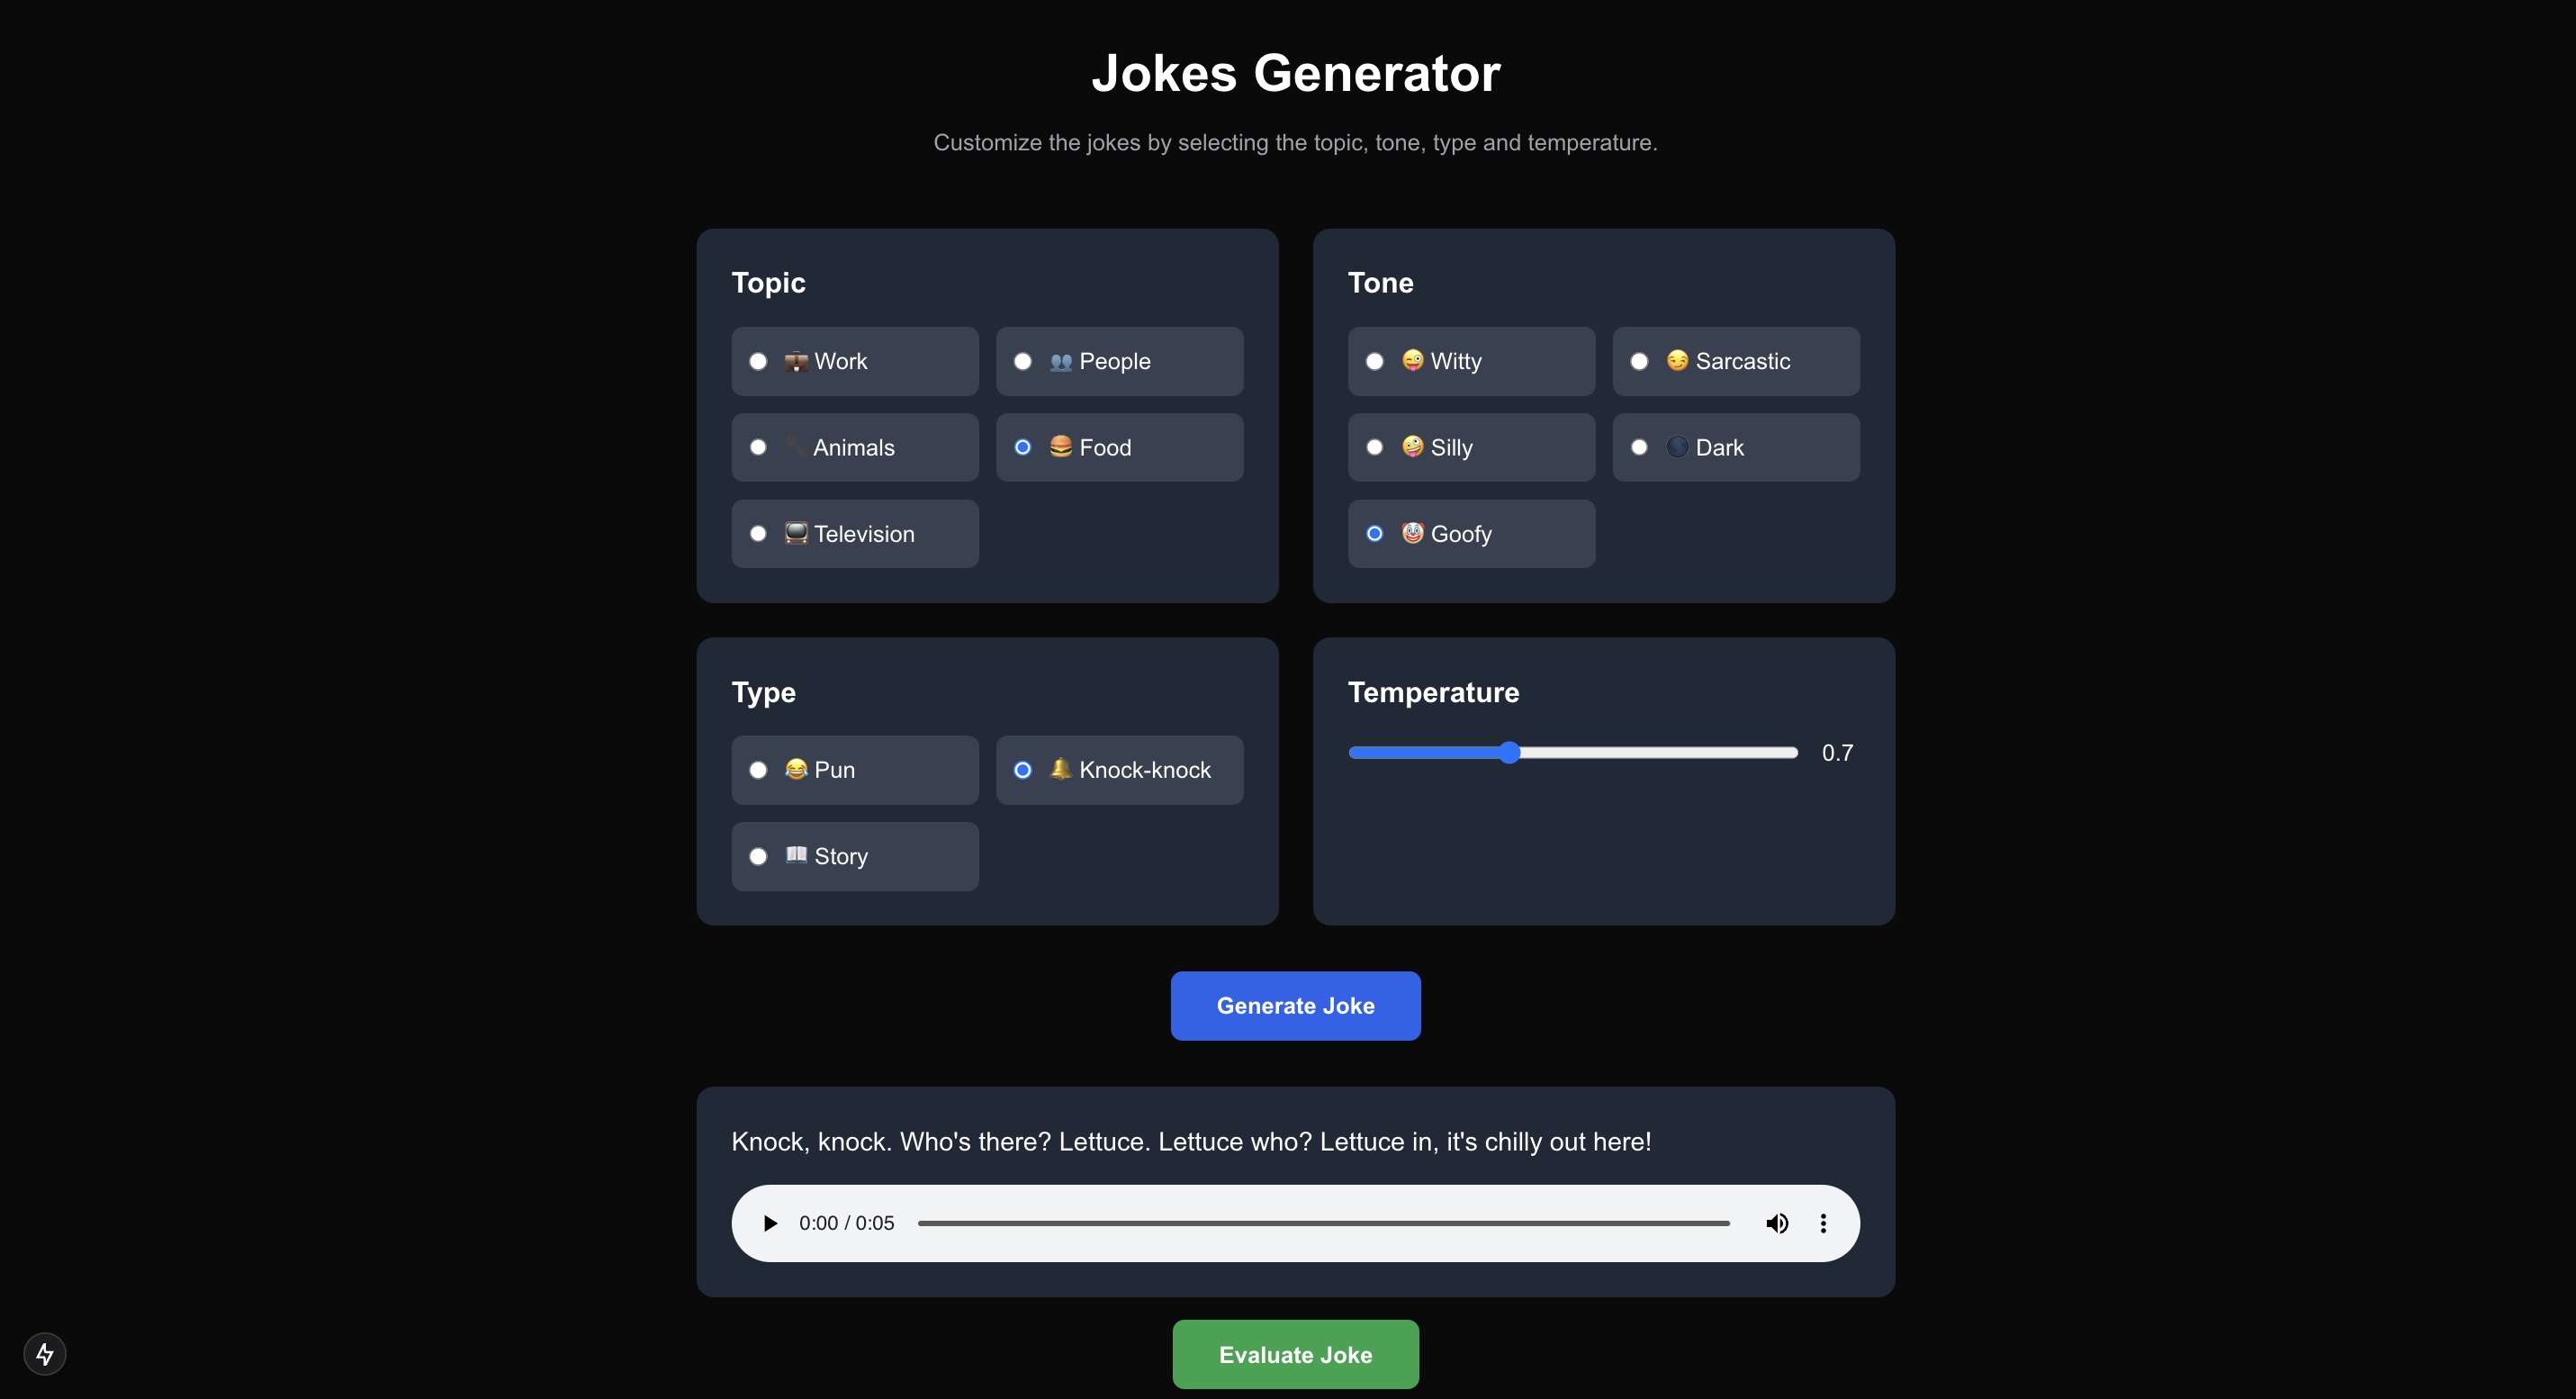 Jokes Generator
Customize the jokes by selecting the topic, tone, type and temperature.
Topic
Work
People
Animals
Food
Television
Tone
Witty
Sarcastic
Silly
Dark
Goofy
Type
Pun
Knock-knock
Story
Temperature
0.7
Generate Joke
Knock, knock. Who's there? Lettuce. Lettuce who? Lettuce in, it's chilly out here!
0:00 / 0:05
Evaluate Joke